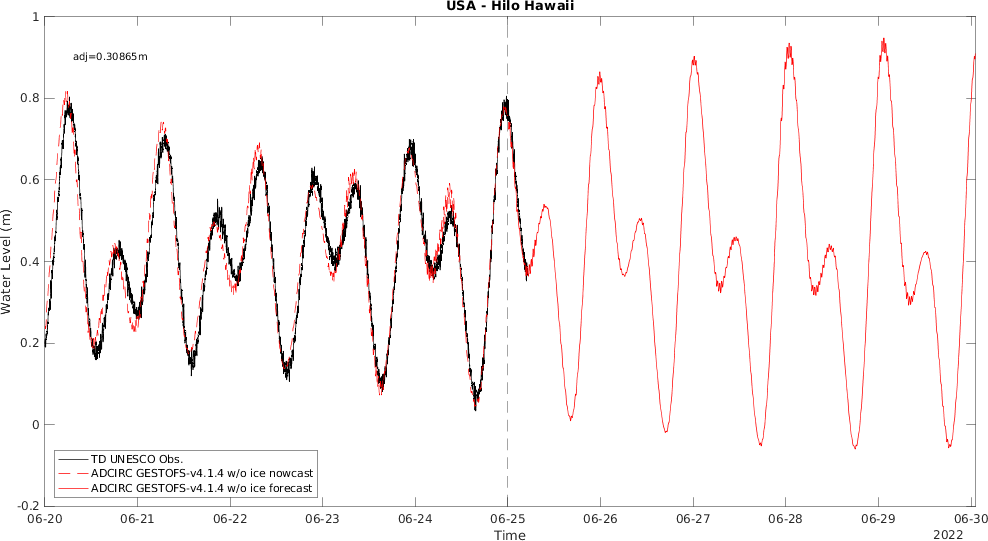 USA - Hilo Hawaii
adj=0.30865m
1
0.8
0.6
0.4
0.2
0
-0.2
Water Level (m)
TD UNESCO Obs.
ADCIRC GESTOFS-v4.1.4 w/o ice nowcast
ADCIRC GESTOFS-v4.1.4 w/o ice forecast
06-20 06-21 06-22 06-23 06-24 06-25 06-26 06-27 06-28 06-29 06-30
Time
2022